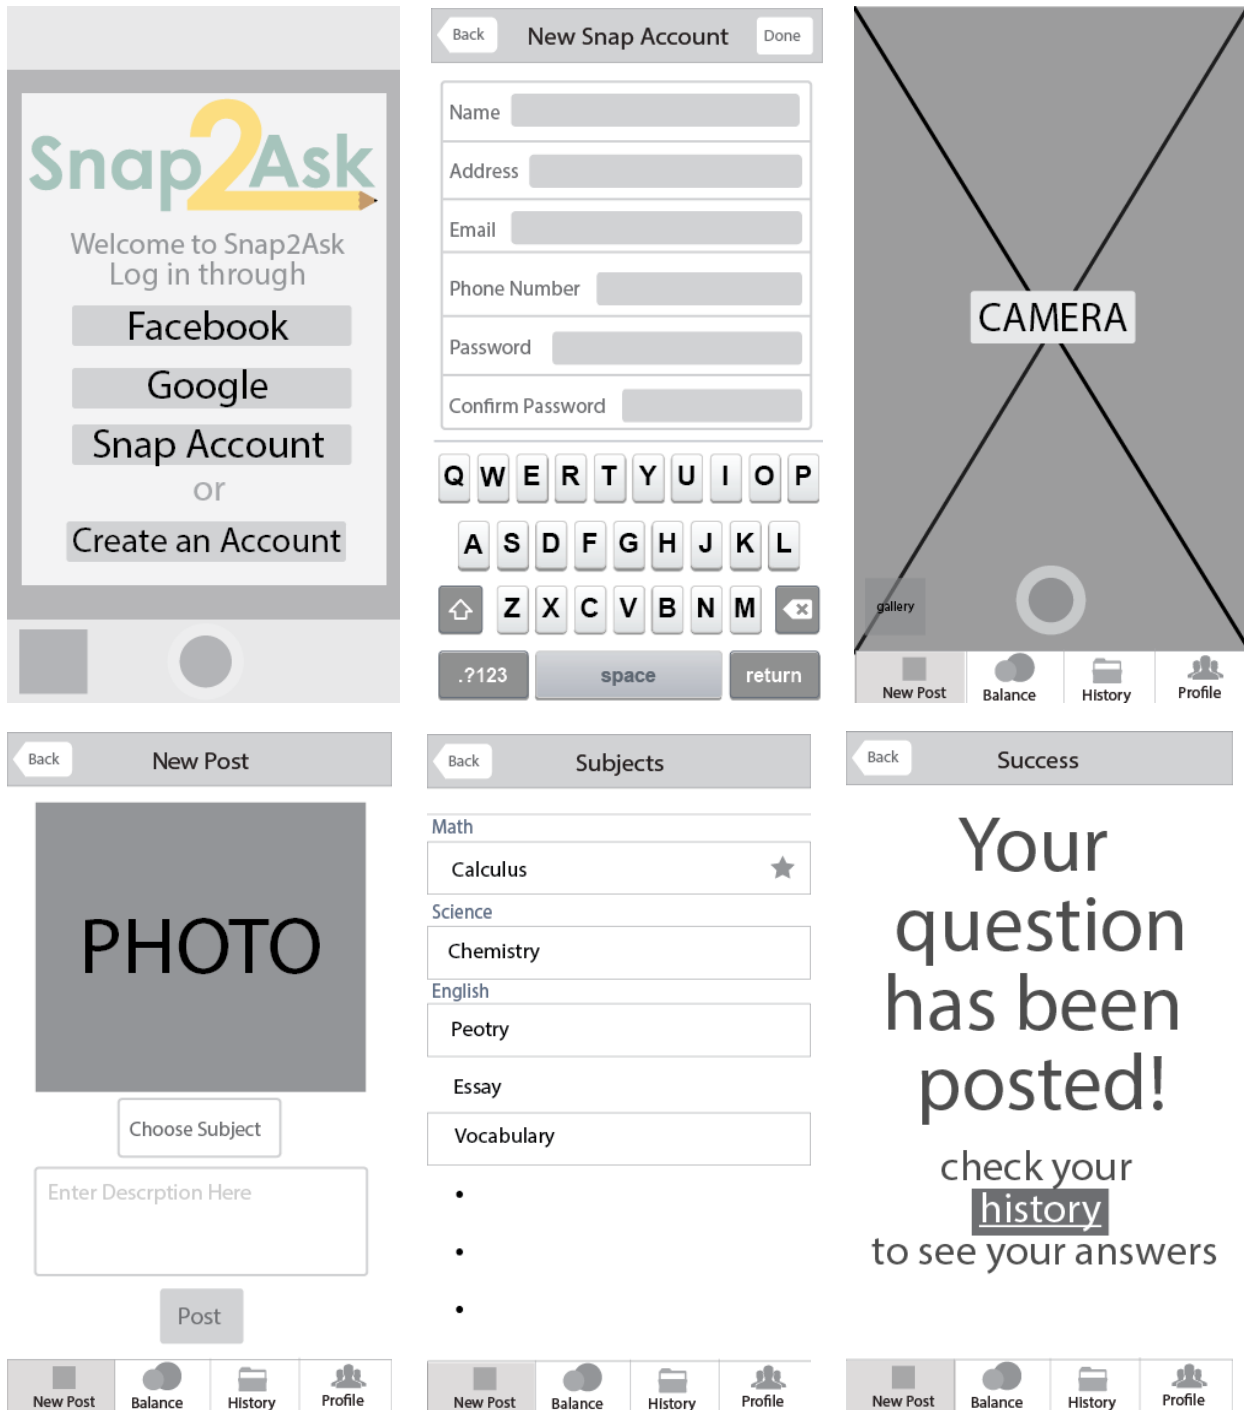 Snap2Ask
Welcome to Snap2Ask
Log in through
Facebook
Google
Snap Account
or
Create an Account
Back
New Snap Account
Done
Name
Address
Email
Phone Number
Password
Confirm Password
Q W E R T Y U I O P
A S D F G H J K L
Z X C V B N M
.?123 space return
CAMERA
gallery
New Post Balance History Profile
Back
New Post
PHOTO
Choose Subject
Enter Descrption Here
Post
New Post Balance History Profile
Back
Subjects
Math
Calculus
Science
Chemistry
English
Peotry
Essay
Vocabulary
•
•
•
New Post Balance History Profile
Back
Success
Your
question
has been
posted!
check your
history
to see your answers
New Post Balance History Profile